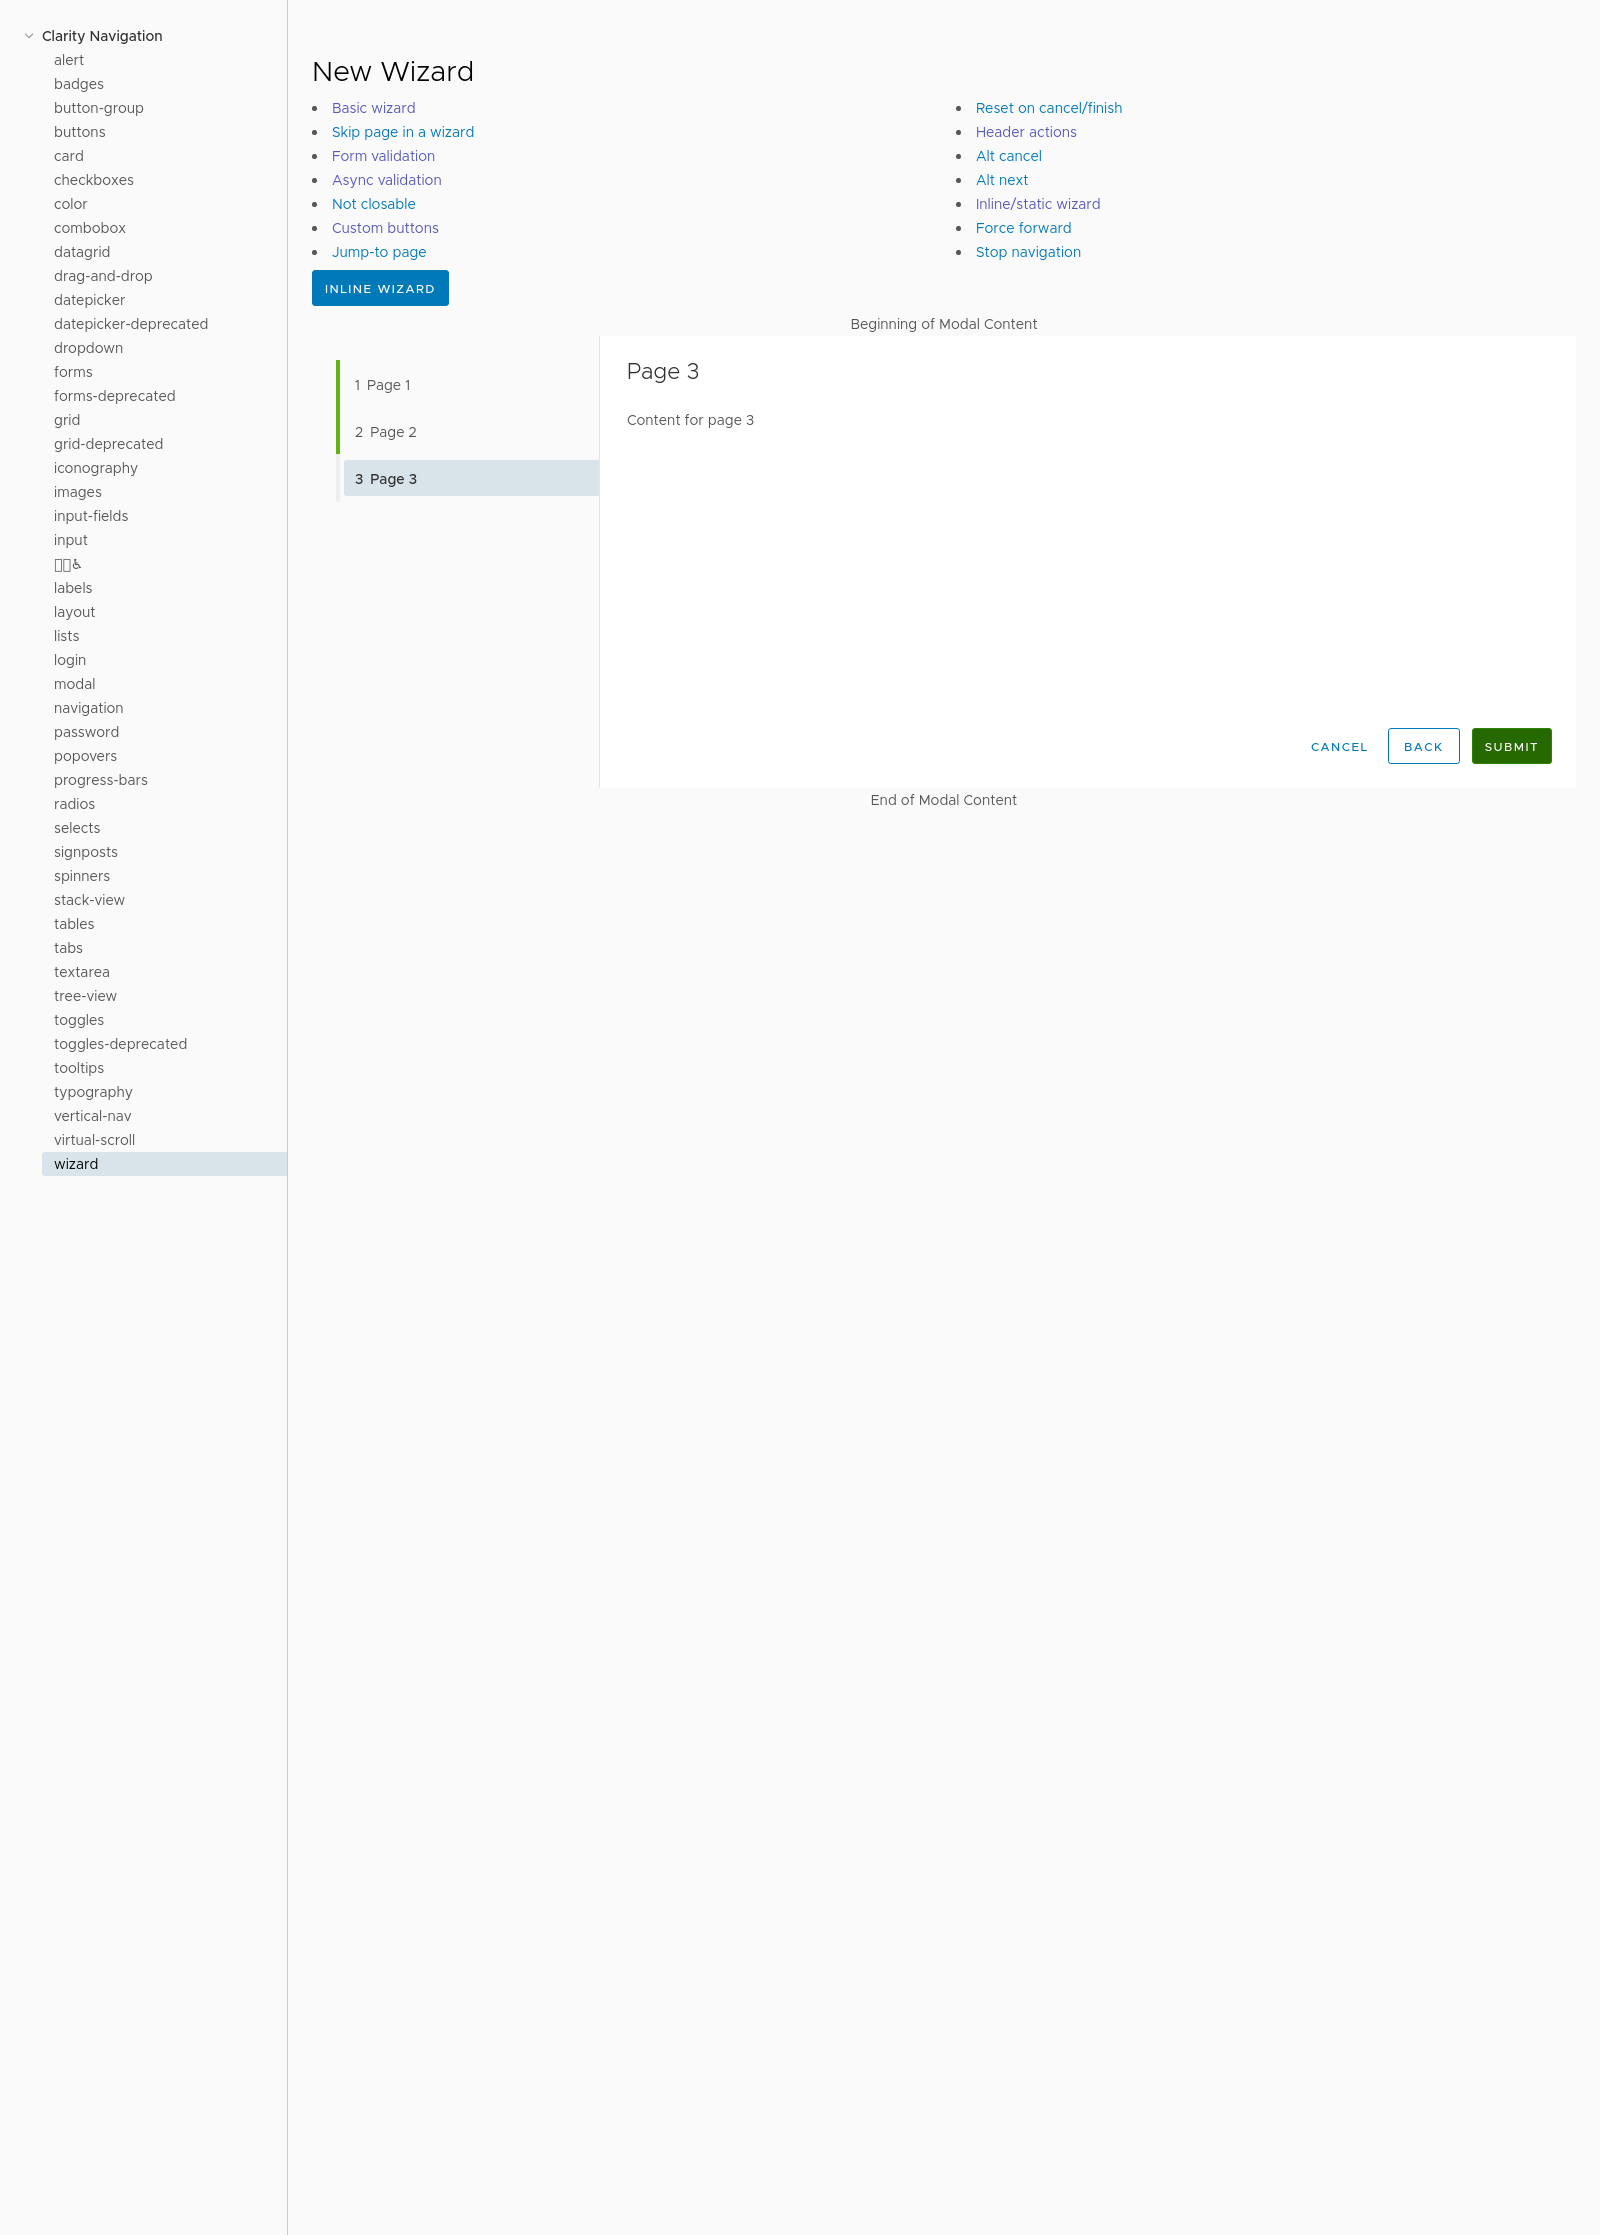 Clarity Navigation
alert
badges
button-group
buttons
card
checkboxes
color
combobox
datagrid
drag-and-drop
datepicker
datepicker-deprecated
dropdown
forms
forms-deprecated
grid
grid-deprecated
iconography
images
input-fields
input
♿
labels
layout
lists
login
modal
navigation
password
popovers
progress-bars
radios
selects
signposts
spinners
stack-view
tables
tabs
textarea
tree-view
toggles
toggles-deprecated
tooltips
typography
vertical-nav
virtual-scroll
wizard
New Wizard
Basic wizard
Skip page in a wizard
Form validation
Async validation
Not closable
Custom buttons
Jump-to page
Reset on cancel/finish
Header actions
Alt cancel
Alt next
Inline/static wizard
Force forward
Stop navigation
INLINE WIZARD
Beginning of Modal Content
1 Page 1
2 Page 2
3 Page 3
Page 3
Content for page 3
CANCEL
BACK
SUBMIT
End of Modal Content